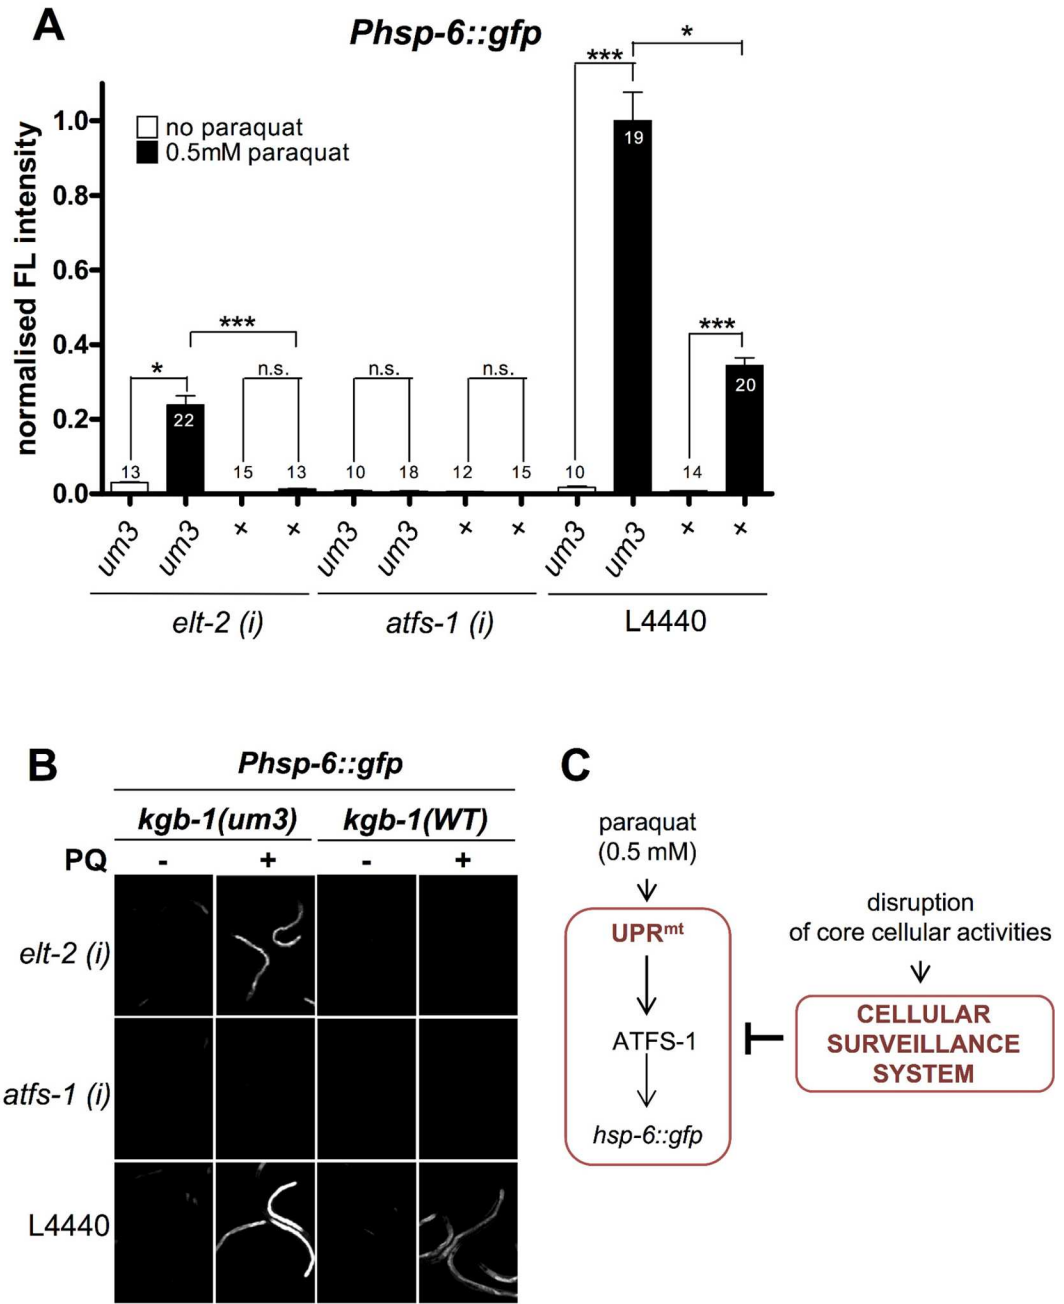 A
Phsp-6::gfp
*
***
normalised FL intensity
no paraquat
0.5mM paraquat
1.0
0.8
0.6
0.4
0.2
0.0
19
***
***
*
n.s.
n.s.
n.s.
22
20
13
15
13
10
18
12
15
10
14
um3
um3
+
+
um3
um3
+
+
um3
um3
+
+
elt-2 (i)
atfs-1 (i)
L4440
B
Phsp-6::gfp
kgb-1(um3)
kgb-1(WT)
PQ
-
+
-
+
elt-2 (i)
atfs-1 (i)
L4440
C
paraquat
(0.5 mM)
UPRmt
ATFS-1
hsp-6::gfp
disruption
of core cellular activities
CELLULAR
SURVEILLANCE
SYSTEM